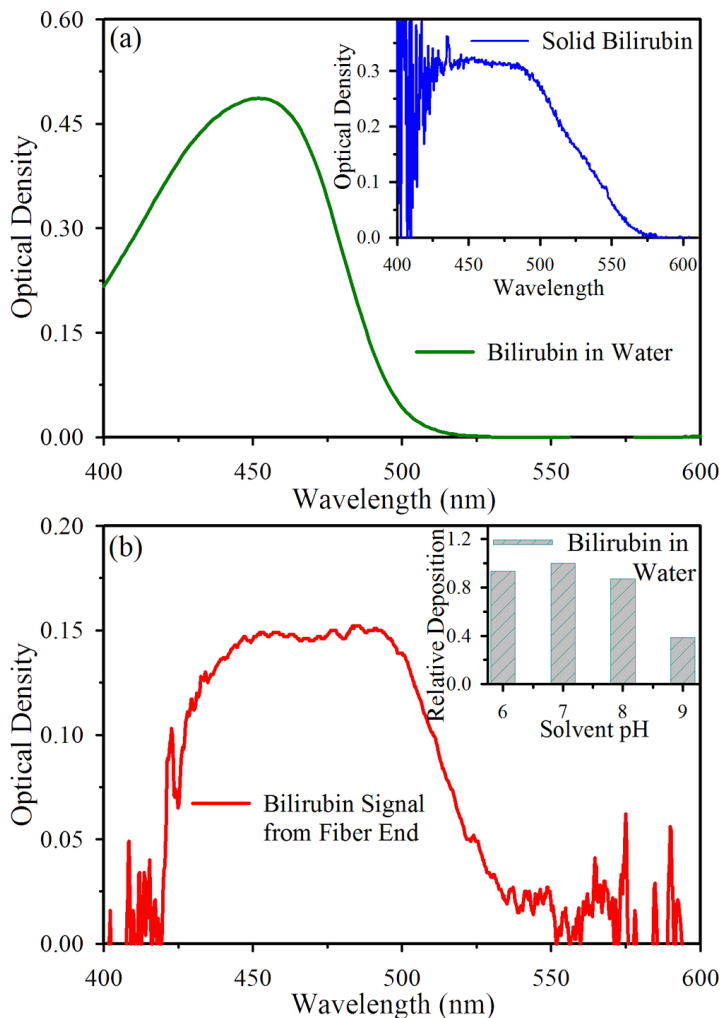 (a)
Optical Density
0.60
0.45
0.30
0.15
0.00
400
450
500
550
600
Wavelength (nm)
Bilirubin in Water
Solid Bilirubin
Optical Density
0.3
0.2
0.1
0.0
400
450
500
550
600
Wavelength
(b)
Optical Density
0.20
0.15
0.10
0.05
0.00
400
450
500
550
600
Wavelength (nm)
Bilirubin Signal
from Fiber End
Bilirubin in
Water
Relative Deposition
1.2
0.8
0.4
0.0
6
7
8
9
Solvent pH